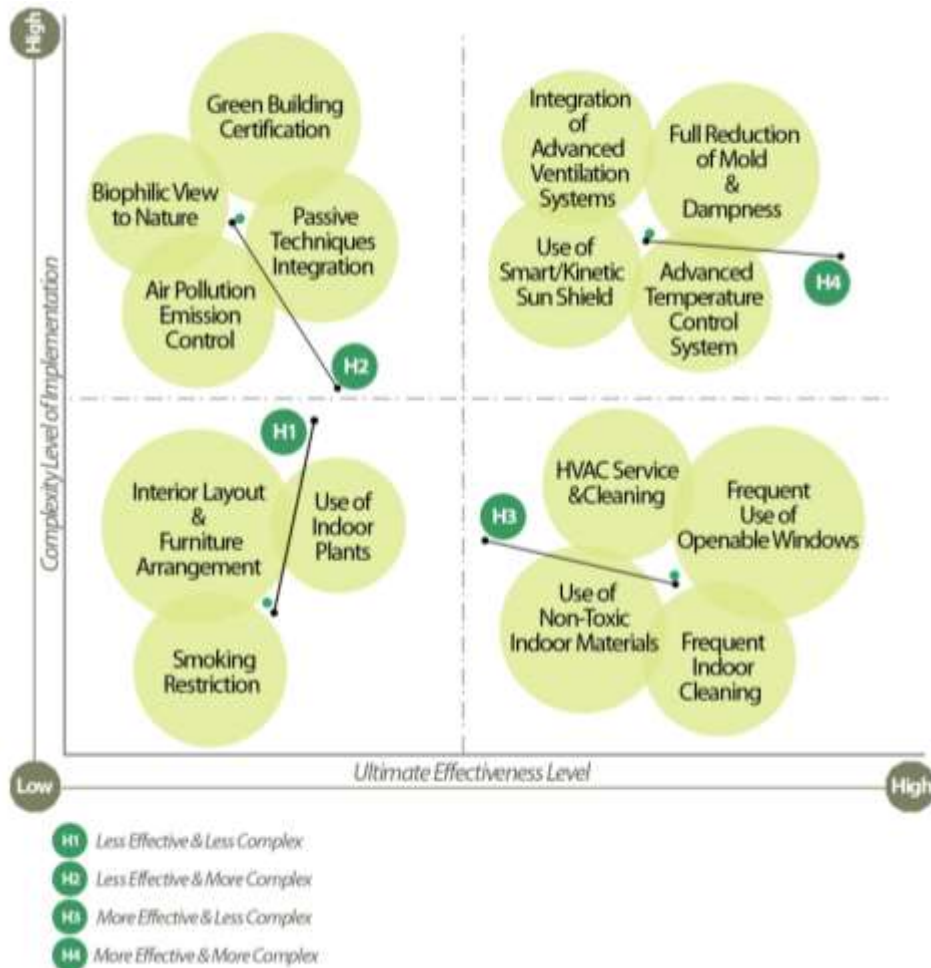 High
Green Building
Certification
Biophilic View
to Nature
Passive
Techniques
Integration
Air Pollution
Emission
Control
H2
Integration
of
Advanced
Ventilation
Systems
Full Reduction
of Mold
&
Dampness
Use of
Smart/Kinetic
Sun Shield
Advanced
Temperature
Control
System
H4
Complexity Level of Implementation
H1
Interior Layout
&
Furniture
Arrangement
Use of
Indoor
Plants
Smoking
Restriction
HVAC Service
&Cleaning
H3
Frequent
Use of
Openable Windows
Use of
Non-Toxic
Indoor Materials
Frequent
Indoor
Cleaning
Low
Ultimate Effectiveness Level
High
H1 Less Effective & Less Complex
H2 Less Effective & More Complex
H3 More Effective & Less Complex
H4 More Effective & More Complex